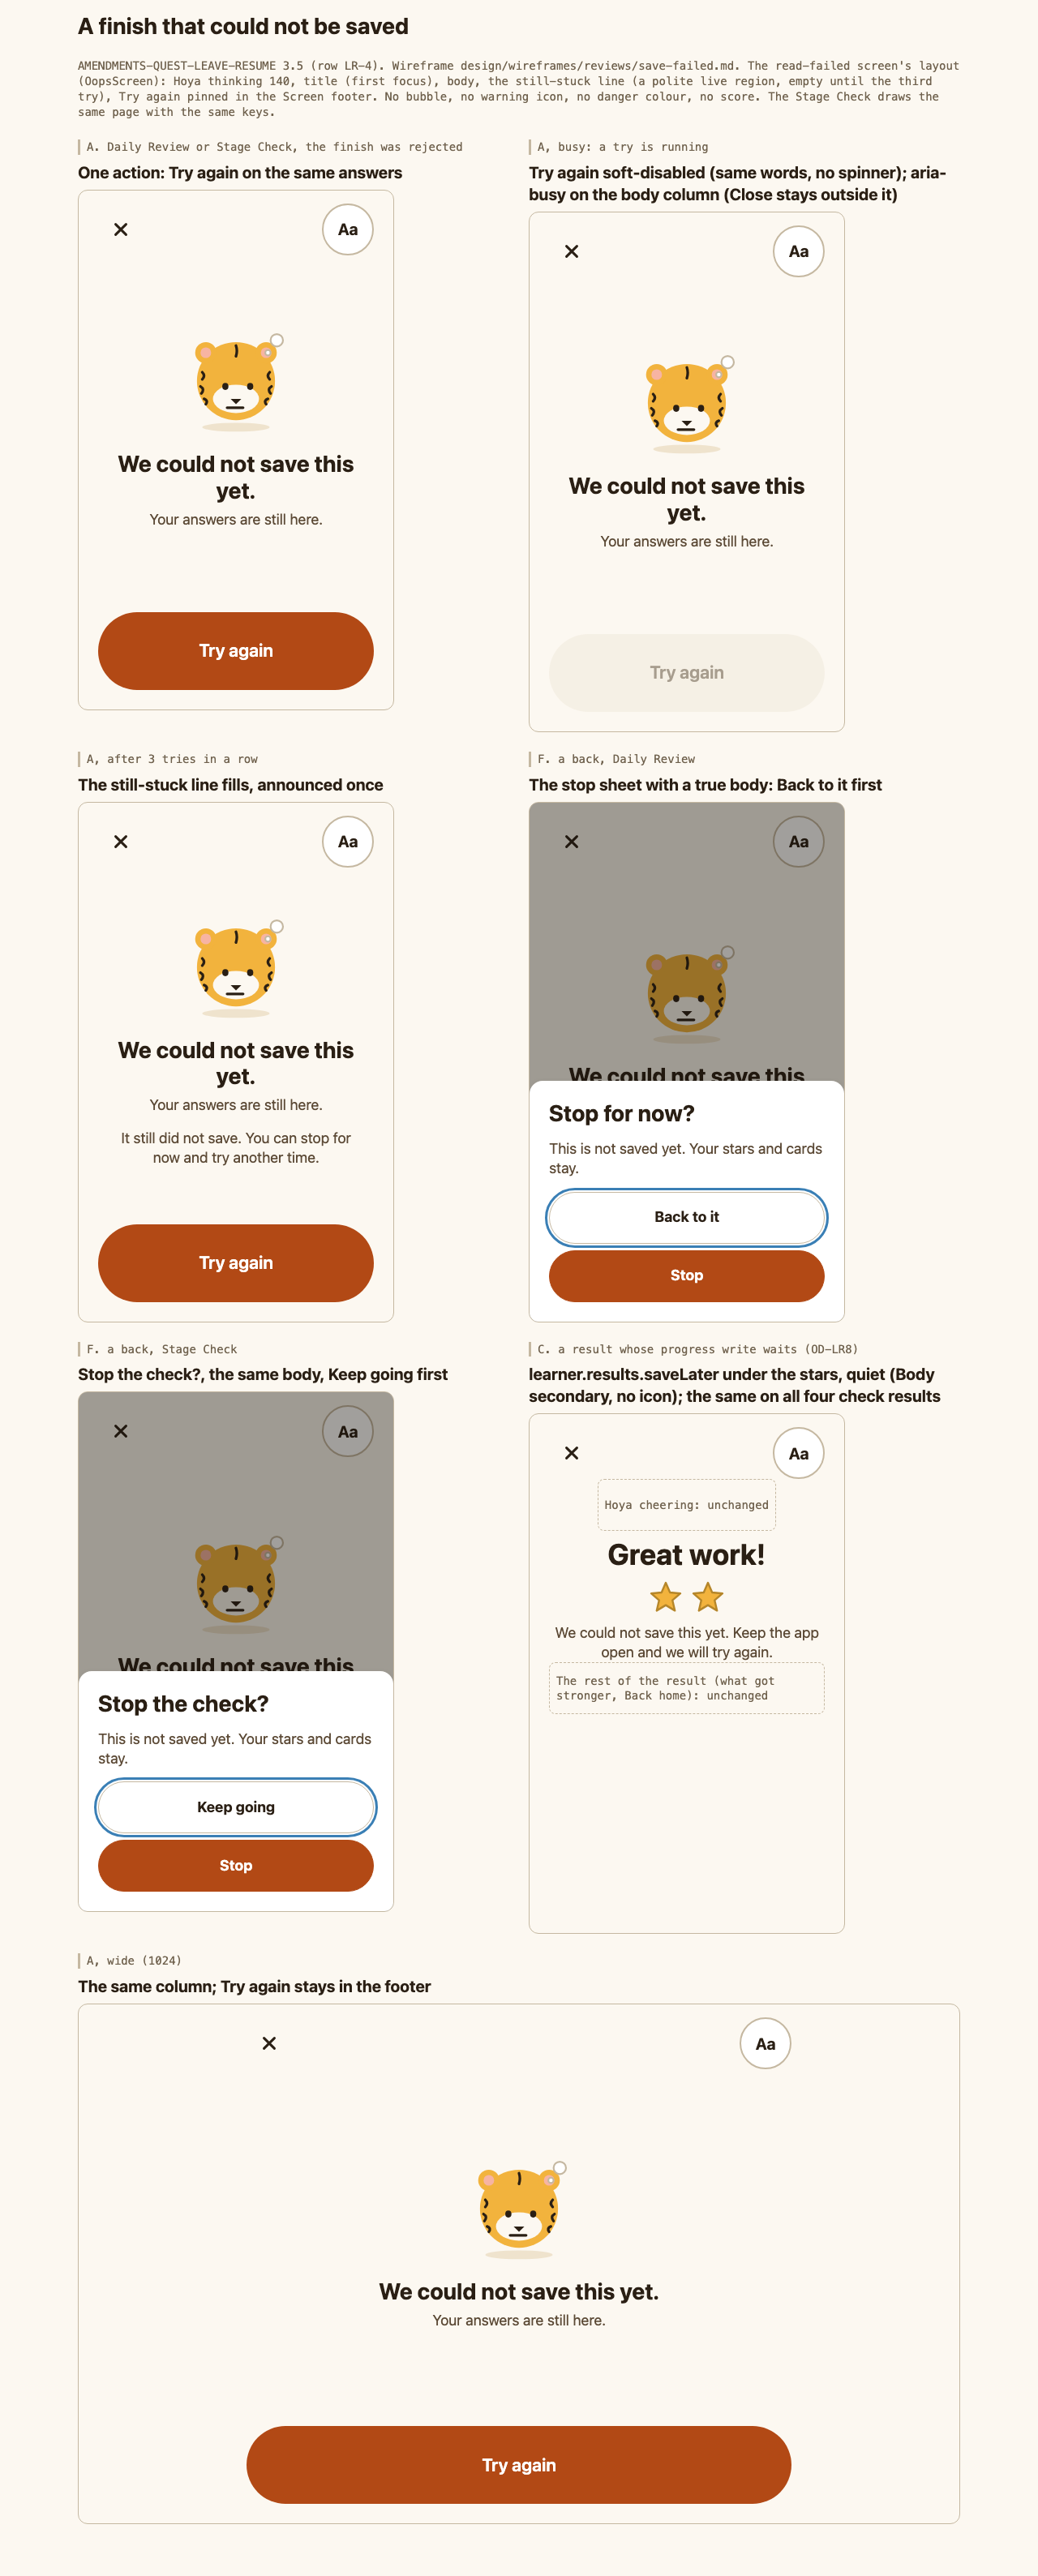 A finish that could not be saved
AMENDMENTS-QUEST-LEAVE-RESUME 3.5 (row LR-4). Wireframe design/wireframes/reviews/save-failed.md. The read-failed screen's layout
(OopsScreen): Hoya thinking 140, title (first focus), body, the still-stuck line (a polite live region, empty until the third
try), Try again pinned in the Screen footer. No bubble, no warning icon, no danger colour, no score. The Stage Check draws the
same page with the same keys.
A. Daily Review or Stage Check, the finish was rejected
One action: Try again on the same answers
Aa
We could not save this
yet.
Your answers are still here.
Try again
A, busy: a try is running
Try again soft-disabled (same words, no spinner); aria-
busy on the body column (Close stays outside it)
Aa
We could not save this
yet.
Your answers are still here.
Try again
A, after 3 tries in a row
The still-stuck line fills, announced once
Aa
We could not save this
yet.
Your answers are still here.
It still did not save. You can stop for
now and try another time.
Try again
F. a back, Daily Review
The stop sheet with a true body: Back to it first
Aa
We could not save this
Stop for now?
This is not saved yet. Your stars and cards
stay.
Back to it
Stop
F. a back, Stage Check
Stop the check?, the same body, Keep going first
Aa
We could not save this
Stop the check?
This is not saved yet. Your stars and cards
stay.
Keep going
Stop
C. a result whose progress write waits (OD-LR8)
learner.results.saveLater under the stars, quiet (Body
secondary, no icon); the same on all four check results
Aa
Hoya cheering: unchanged
Great work!
We could not save this yet. Keep the app
open and we will try again.
The rest of the result (what got
stronger, Back home): unchanged
A, wide (1024)
The same column; Try again stays in the footer
Aa
We could not save this yet.
Your answers are still here.
Try again